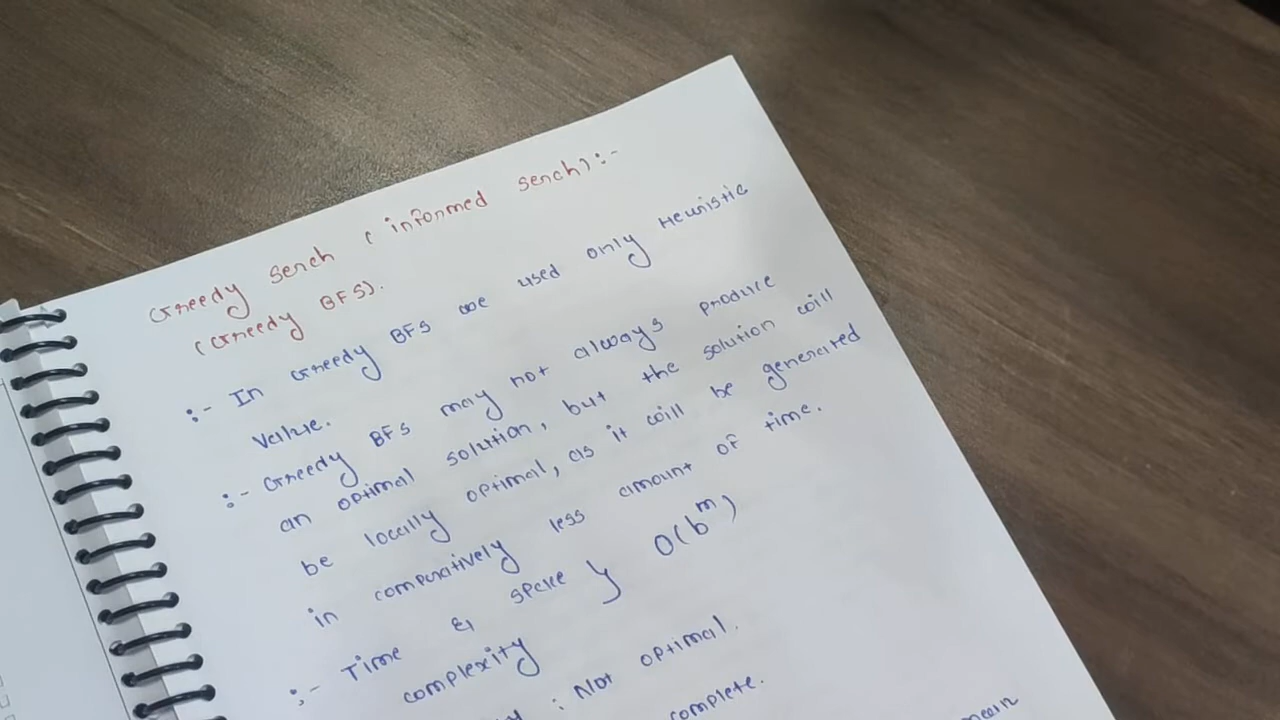 Greedy Serch (informed serch):-
(Greedy BFS).
:- In Greedy BFS we used only Heuristic
value.
:- Greedy BFS may not always produce
an optimal solution, but the solution will
be locally optimal, as it will be generated
in comparatively less amount of time.
:- Time & space } O(b^m)
complexity
: Not optimal.
complete.
mean